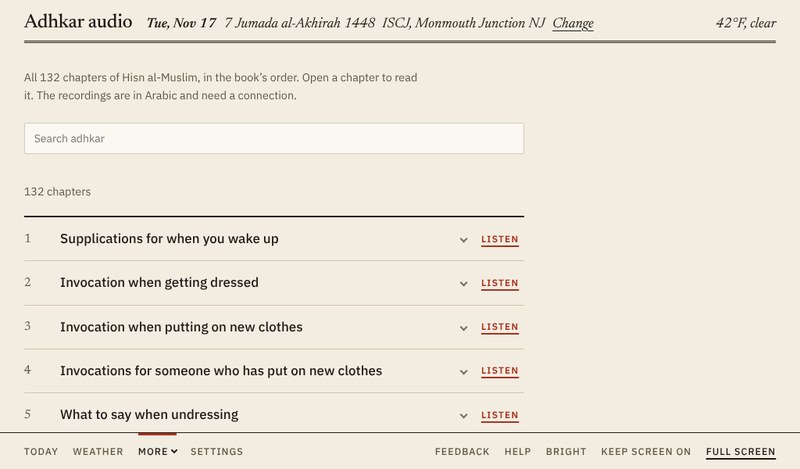 Adhkar audio Tue, Nov 17 7 Jumada al-Akhirah 1448 ISCJ, Monmouth Junction NJ Change 42°F, clear
All 132 chapters of Hisn al-Muslim, in the book’s order. Open a chapter to read
it. The recordings are in Arabic and need a connection.
Search adhkar
132 chapters
1 Supplications for when you wake up LISTEN
2 Invocation when getting dressed LISTEN
3 Invocation when putting on new clothes LISTEN
4 Invocations for someone who has put on new clothes LISTEN
5 What to say when undressing LISTEN
TODAY WEATHER MORE SETTINGS FEEDBACK HELP BRIGHT KEEP SCREEN ON FULL SCREEN